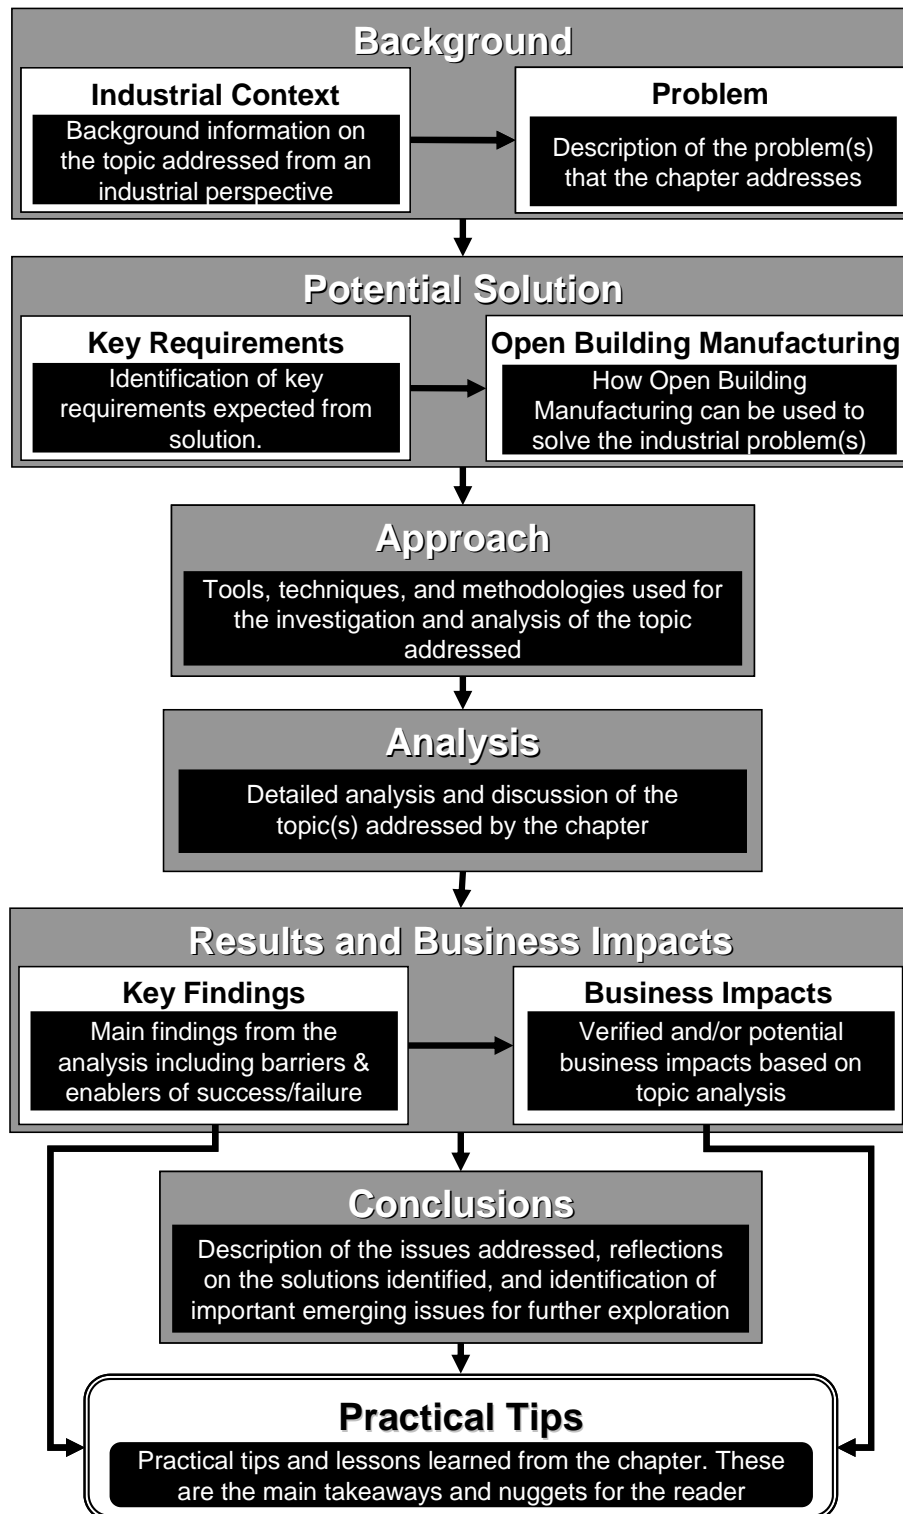 Background
Industrial Context
Background information on
the topic addressed from an
industrial perspective
Problem
Description of the problem(s)
that the chapter addresses
Potential Solution
Key Requirements
Identification of key
requirements expected from
solution.
Open Building Manufacturing
How Open Building
Manufacturing can be used to
solve the industrial problem(s)
Approach
Tools, techniques, and methodologies used for
the investigation and analysis of the topic
addressed
Analysis
Detailed analysis and discussion of the
topic(s) addressed by the chapter
Results and Business Impacts
Key Findings
Main findings from the
analysis including barriers &
enablers of success/failure
Business Impacts
Verified and/or potential
business impacts based on
topic analysis
Conclusions
Description of the issues addressed, reflections
on the solutions identified, and identification of
important emerging issues for further exploration
Practical Tips
Practical tips and lessons learned from the chapter. These
are the main takeaways and nuggets for the reader